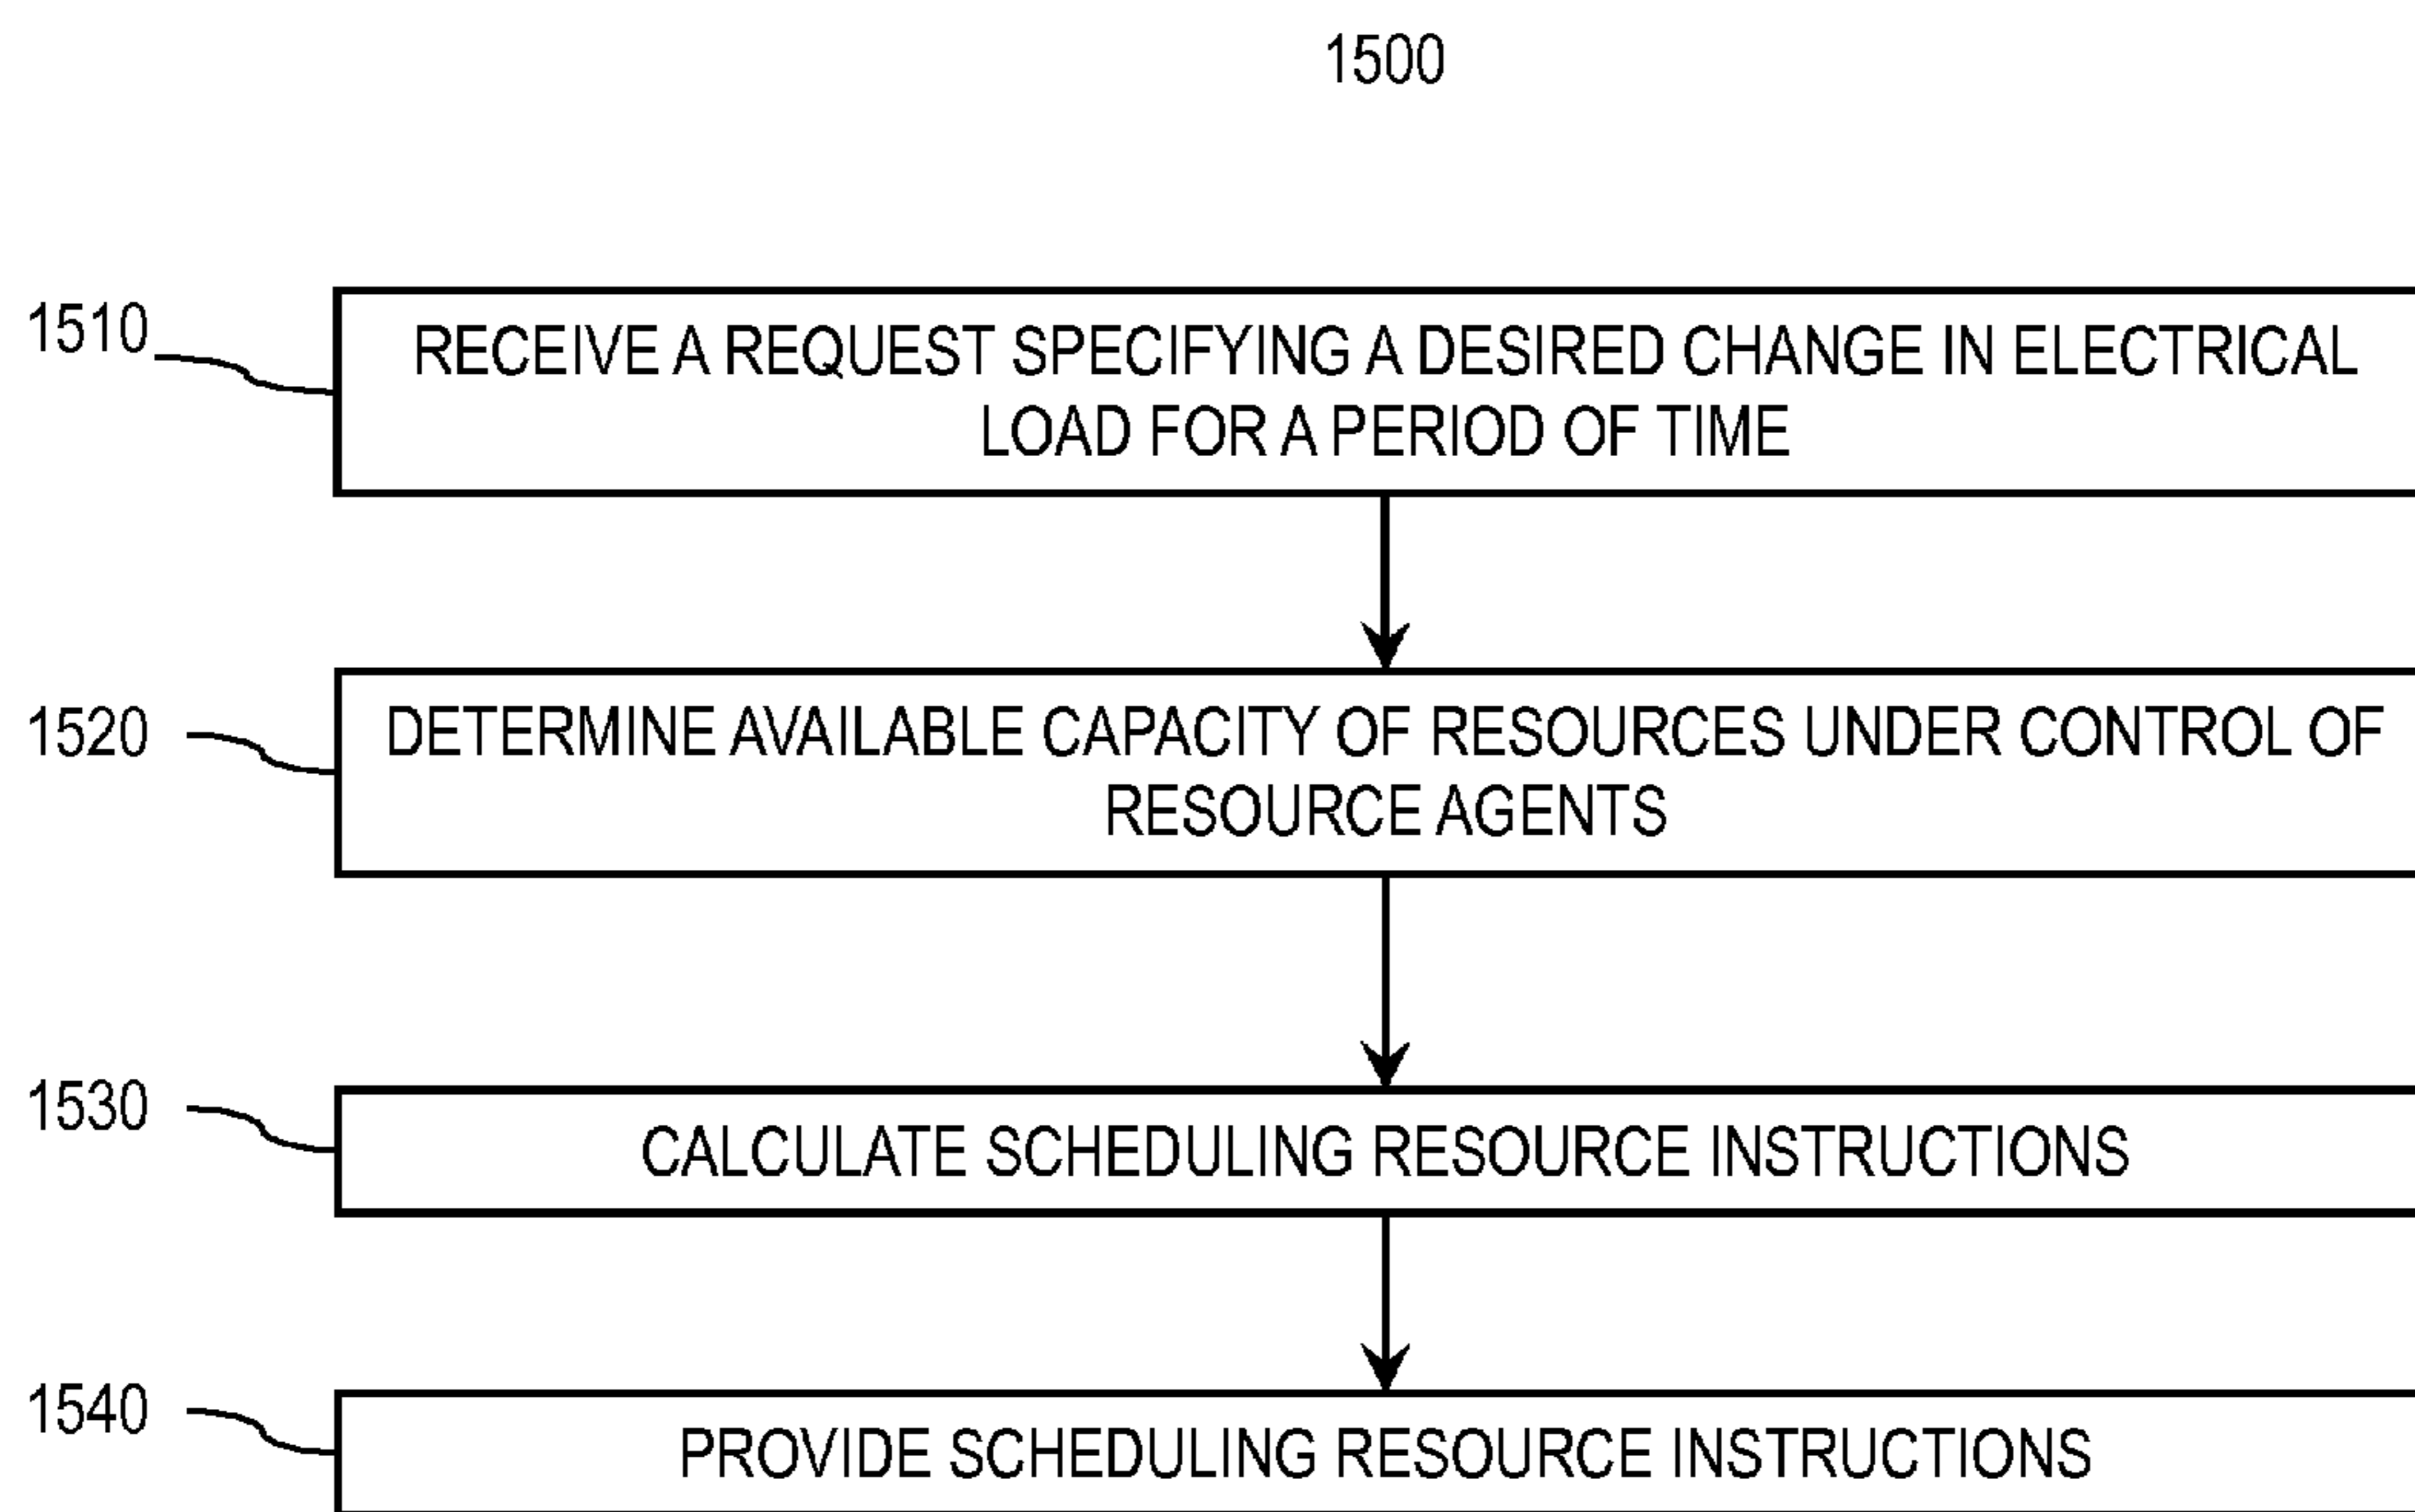 1500
1510
RECEIVE A REQUEST SPECIFYING A DESIRED CHANGE IN ELECTRICAL
LOAD FOR A PERIOD OF TIME
1520
DETERMINE AVAILABLE CAPACITY OF RESOURCES UNDER CONTROL OF
RESOURCE AGENTS
1530
CALCULATE SCHEDULING RESOURCE INSTRUCTIONS
1540
PROVIDE SCHEDULING RESOURCE INSTRUCTIONS